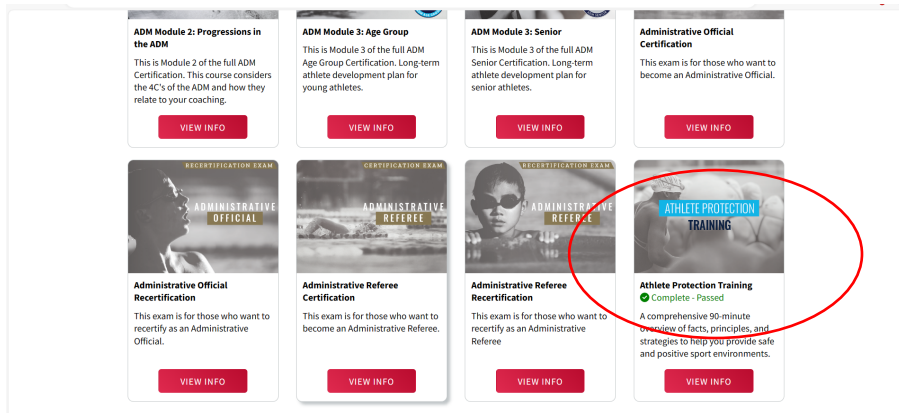 ADM Module 2: Progressions in
the ADM
This is Module 2 of the full ADM
Certification. This course considers
the 4C's of the ADM and how they
relate to your coaching.
VIEW INFO
ADM Module 3: Age Group
This is Module 3 of the full ADM
Age Group Certification. Long-term
athlete development plan for
young athletes.
VIEW INFO
ADM Module 3: Senior
This is Module 3 of the full ADM
Senior Certification. Long-term
athlete development plan for
senior athletes.
VIEW INFO
Administrative Official
Certification
This exam is for those who want to
become an Administrative Official.
VIEW INFO
RECERTIFICATION EXAM
ADMINISTRATIVE
OFFICIAL
Administrative Official
Recertification
This exam is for those who want to
recertify as an Administrative
Official.
VIEW INFO
CERTIFICATION EXAM
ADMINISTRATIVE
REFEREE
Administrative Referee
Certification
This exam is for those who want to
become an Administrative Referee.
VIEW INFO
RECERTIFICATION EXAM
ADMINISTRATIVE
REFEREE
Administrative Referee
Recertification
This exam is for those who want to
recertify as an Administrative
Referee
VIEW INFO
ATHLETE PROTECTION
TRAINING
Athlete Protection Training
Complete - Passed
A comprehensive 90-minute
overview of facts, principles, and
strategies to help you provide safe
and positive sport environments.
VIEW INFO